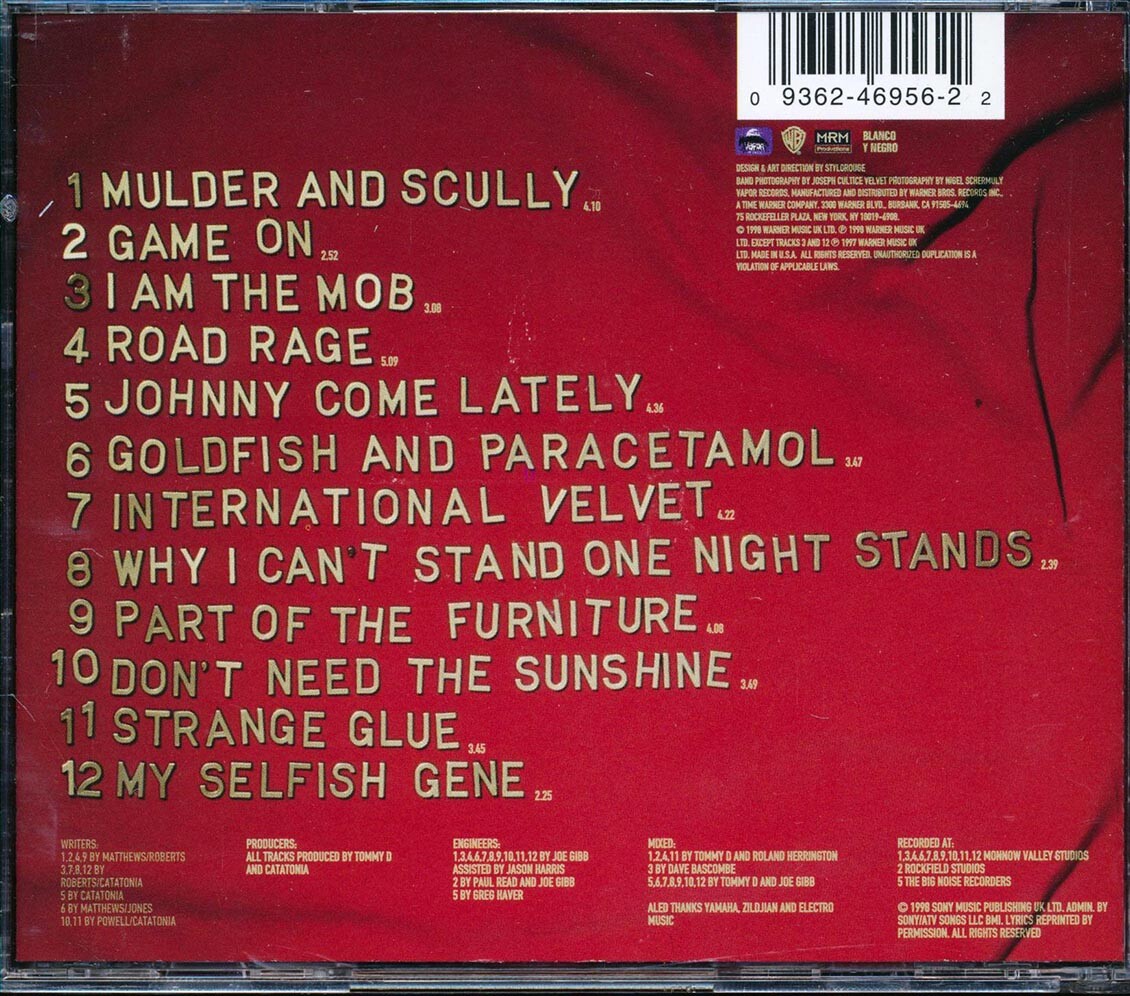 0 9362-46956-2 2
VAPOR
WB
MRM
Productions
BLANCO
Y NEGRO
DESIGN & ART DIRECTION BY STYLOROUGE
BAND PHOTOGRAPHY BY JOSEPH CULTICE VELVET PHOTOGRAPHY BY NIGEL SCHERMULY
VAPOR RECORDS, MANUFACTURED AND DISTRIBUTED BY WARNER BROS. RECORDS INC.,
A TIME WARNER COMPANY. 3300 WARNER BLVD., BURBANK, CA 91505-4694
75 ROCKEFELLER PLAZA, NEW YORK, NY 10019-6908.
© 1998 WARNER MUSIC UK LTD. ℗ 1998 WARNER MUSIC UK
LTD. EXCEPT TRACKS 3 AND 12 ℗ 1997 WARNER MUSIC UK
LTD. MADE IN U.S.A. ALL RIGHTS RESERVED. UNAUTHORIZED DUPLICATION IS A
VIOLATION OF APPLICABLE LAWS.
1 MULDER AND SCULLY 4.10
2 GAME ON 2.52
3 I AM THE MOB 3.08
4 ROAD RAGE 5.09
5 JOHNNY COME LATELY 4.36
6 GOLDFISH AND PARACETAMOL 3.47
7 INTERNATIONAL VELVET 4.22
8 WHY I CAN'T STAND ONE NIGHT STANDS 2.39
9 PART OF THE FURNITURE 4.08
10 DON'T NEED THE SUNSHINE 3.49
11 STRANGE GLUE 3.45
12 MY SELFISH GENE 2.25
WRITERS:
1,2,4,9 BY MATTHEWS/ROBERTS
3,7,8,12 BY
ROBERTS/CATATONIA
5 BY CATATONIA
6 BY MATTHEWS/JONES
10,11 BY POWELL/CATATONIA
PRODUCERS:
ALL TRACKS PRODUCED BY TOMMY D
AND CATATONIA
ENGINEERS:
1,3,4,6,7,8,9,10,11,12 BY JOE GIBB
ASSISTED BY JASON HARRIS
2 BY PAUL READ AND JOE GIBB
5 BY GREG HAVER
MIXED:
1,2,4,11 BY TOMMY D AND ROLAND HERRINGTON
3 BY DAVE BASCOMBE
5,6,7,8,9,10,12 BY TOMMY D AND JOE GIBB
ALED THANKS YAMAHA, ZILDJIAN AND ELECTRO
MUSIC
RECORDED AT:
1,3,4,6,7,8,9,10,11,12 MONNOW VALLEY STUDIOS
2 ROCKFIELD STUDIOS
5 THE BIG NOISE RECORDERS
© 1998 SONY MUSIC PUBLISHING UK LTD. ADMIN. BY
SONY/ATV SONGS LLC BMI. LYRICS REPRINTED BY
PERMISSION. ALL RIGHTS RESERVED